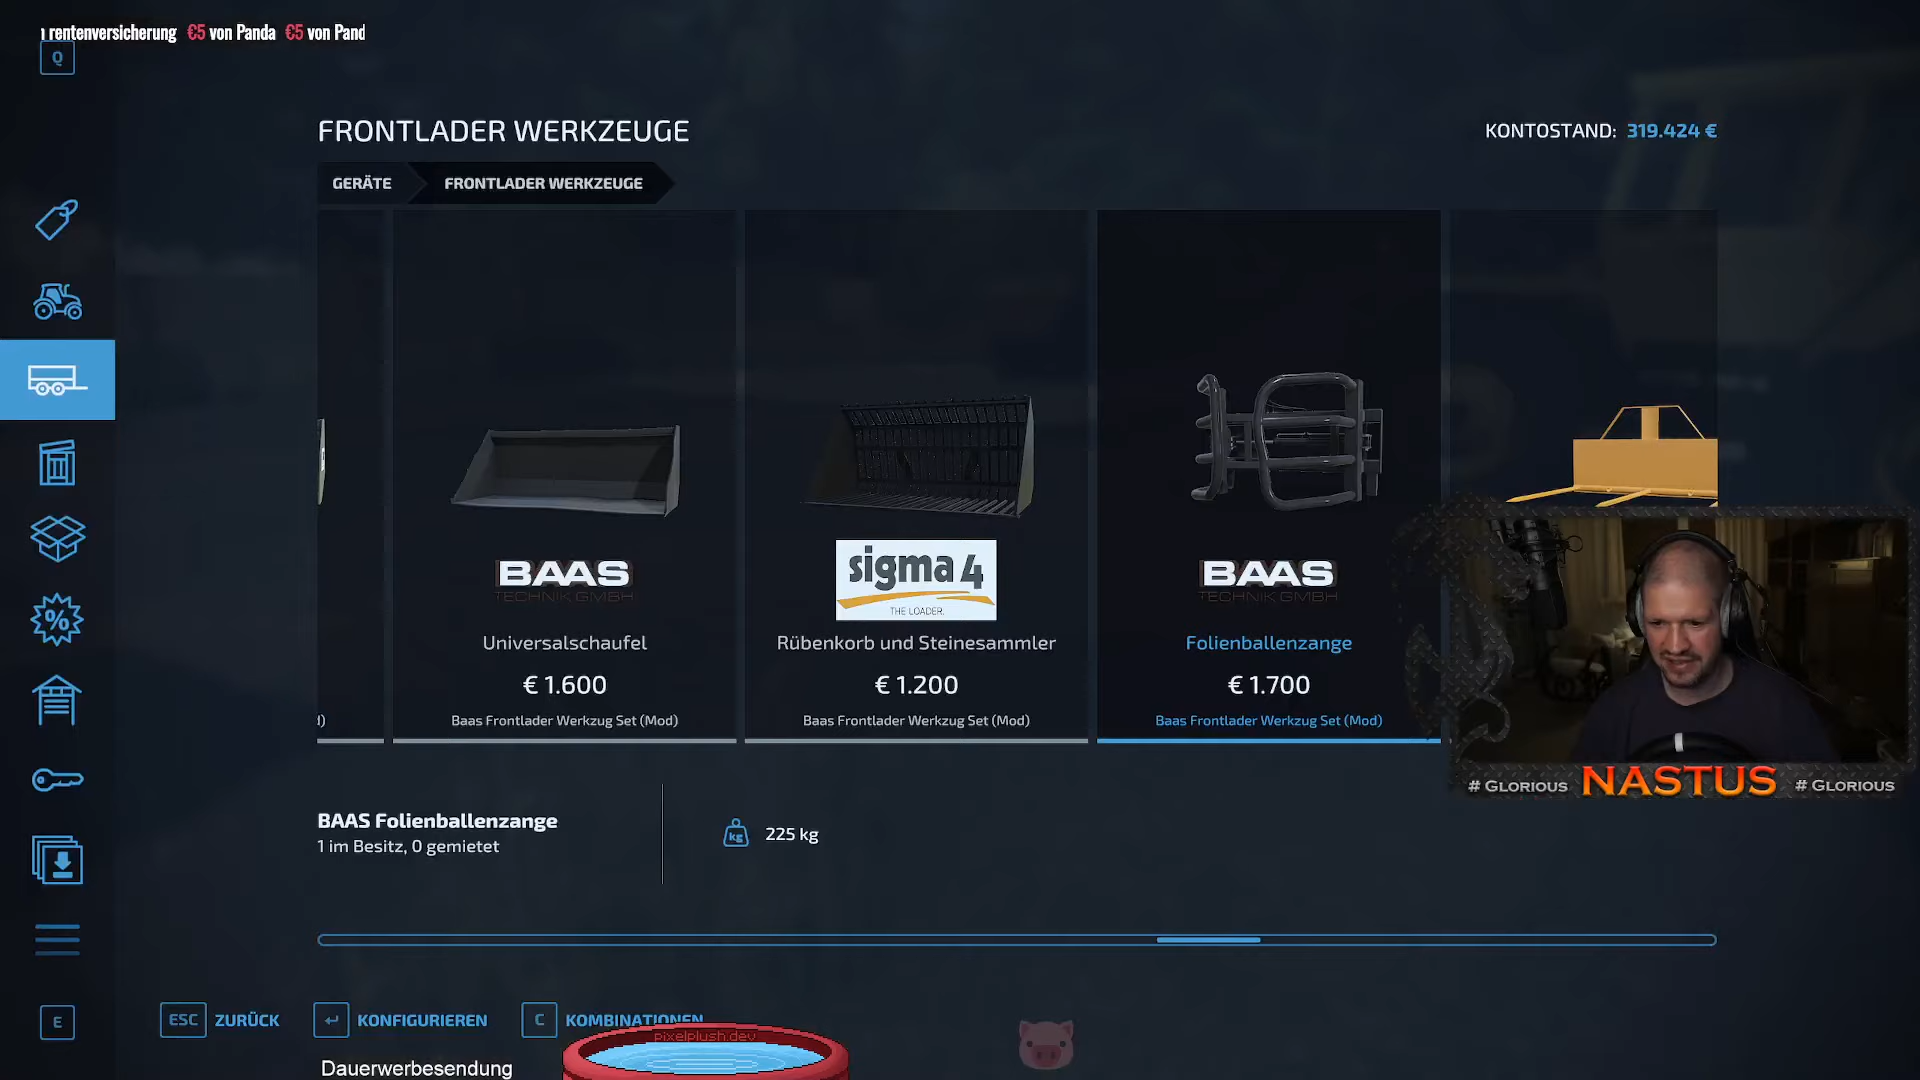 rentenversicherung €5 von Panda €5 von Pand
Q
FRONTLADER WERKZEUGE
KONTOSTAND: 319.424 €
GERÄTE
FRONTLADER WERKZEUGE
BAAS
TECHNIK GMBH
sigma 4
THE LOADER.
BAAS
TECHNIK GMBH
Universalschaufel
Rübenkorb und Steinesammler
Folienballenzange
€ 1.600
€ 1.200
€ 1.700
d)
Baas Frontlader Werkzug Set (Mod)
Baas Frontlader Werkzug Set (Mod)
Baas Frontlader Werkzug Set (Mod)
# GLORIOUS NASTUS # GLORIOUS
BAAS Folienballenzange
1 im Besitz, 0 gemietet
kg 225 kg
E
ESC ZURÜCK
KONFIGURIEREN
C KOMBINATIONEN
pixelplush.dev
Dauerwerbesendung